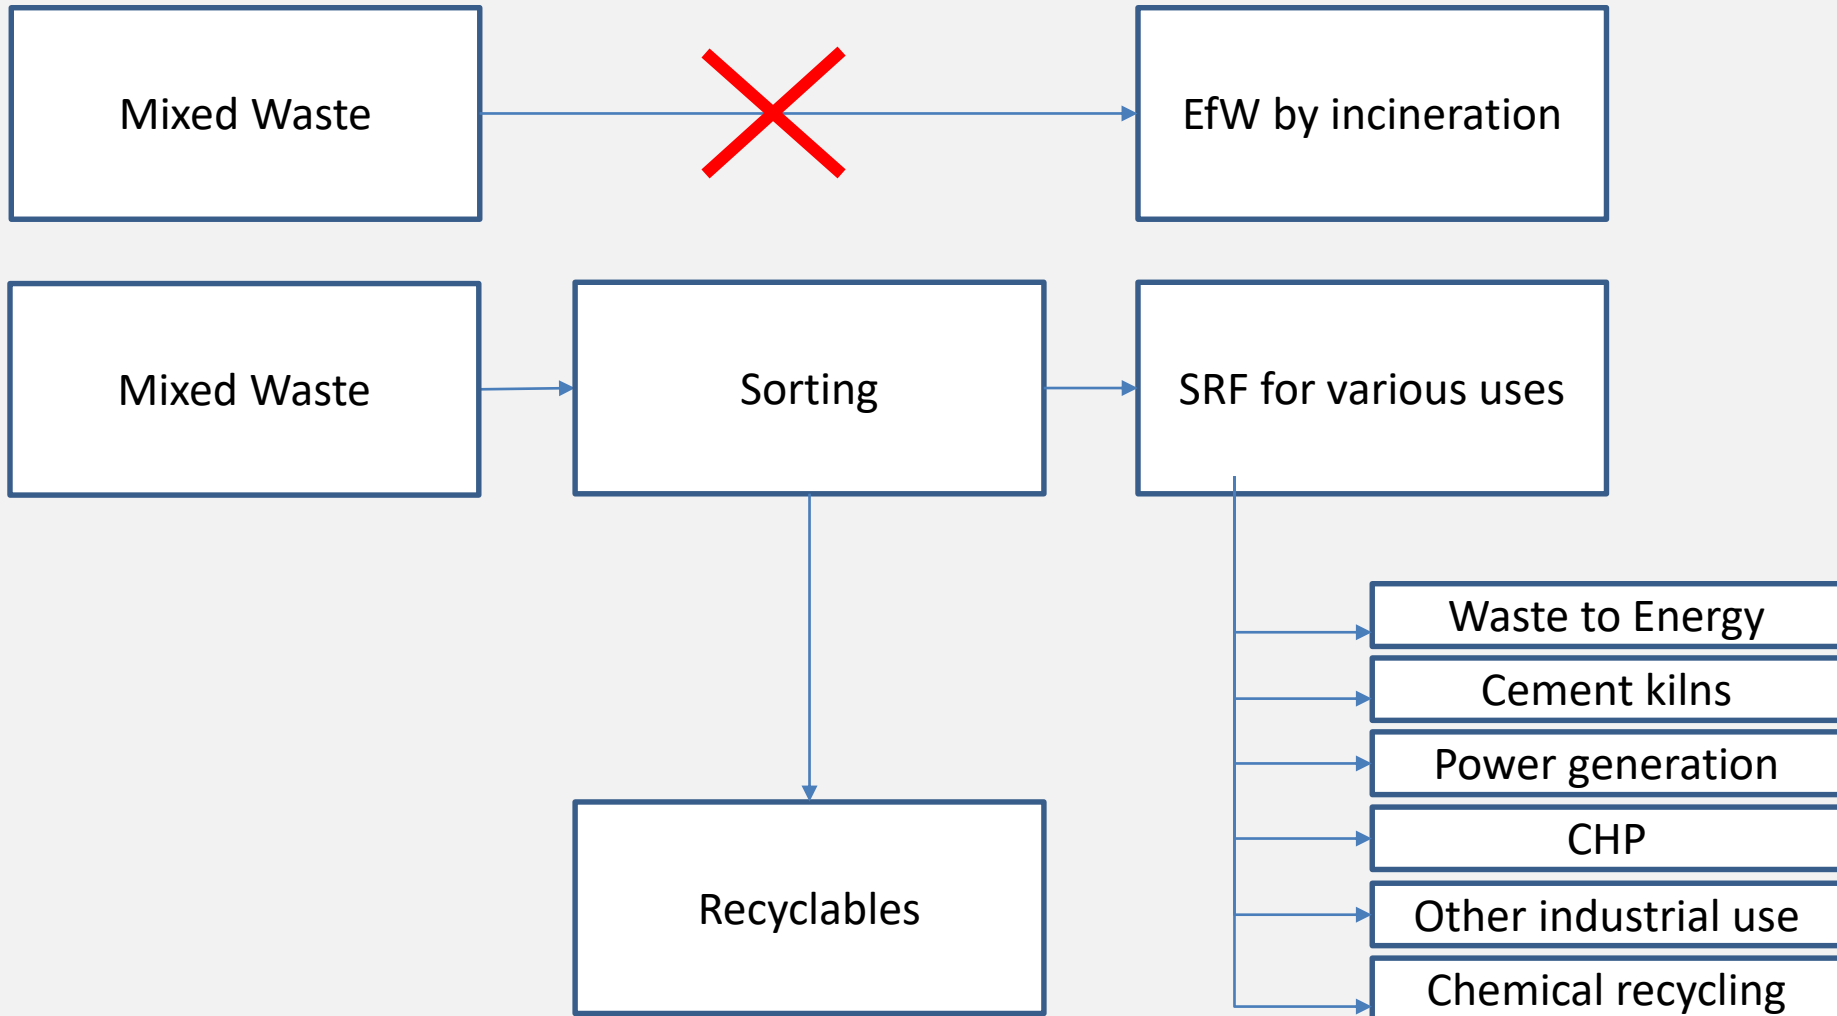 Mixed Waste
EfW by incineration
Mixed Waste
Sorting
SRF for various uses
Waste to Energy
Cement kilns
Power generation
CHP
Other industrial use
Chemical recycling
Recyclables